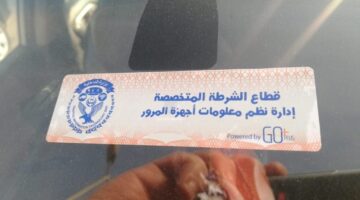 قطاع الشرطة المتخصصة
إدارة نظم معلومات أجهزة المرور
Powered by GO